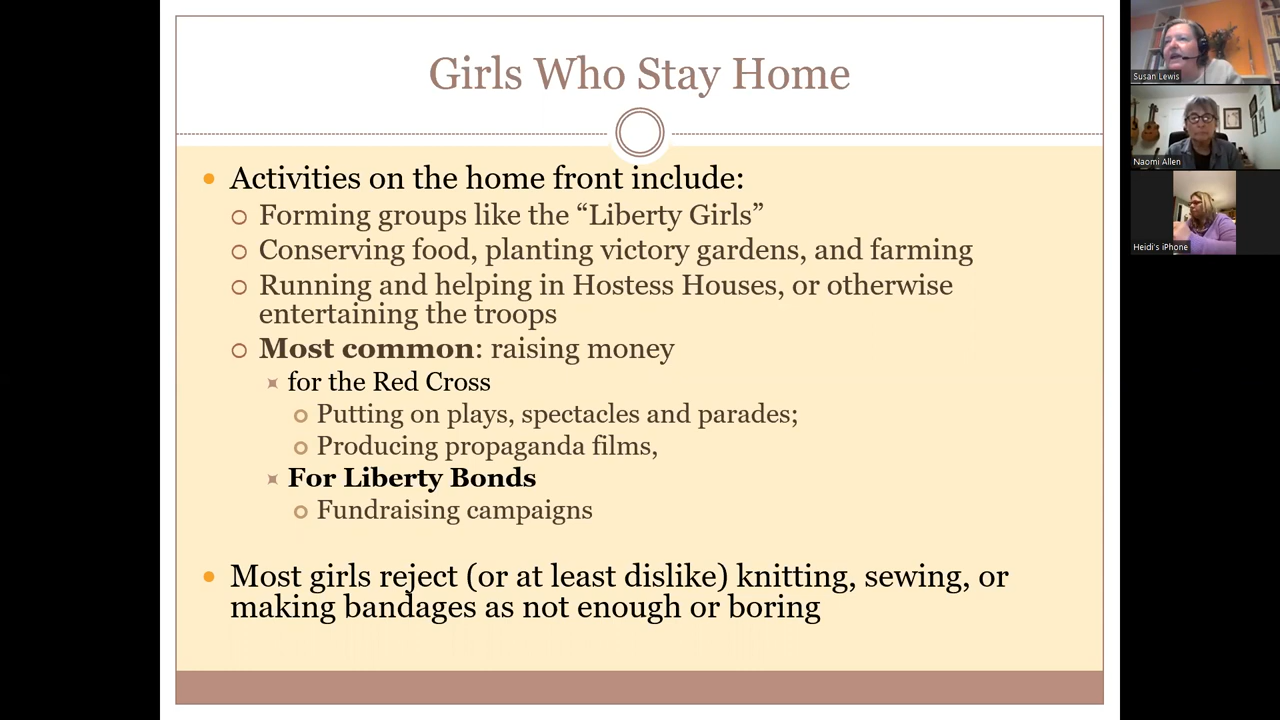 Girls Who Stay Home
Activities on the home front include:
Forming groups like the “Liberty Girls”
Conserving food, planting victory gardens, and farming
Running and helping in Hostess Houses, or otherwise
entertaining the troops
Most common: raising money
for the Red Cross
Putting on plays, spectacles and parades;
Producing propaganda films,
For Liberty Bonds
Fundraising campaigns
Most girls reject (or at least dislike) knitting, sewing, or
making bandages as not enough or boring
Susan Lewis
Naomi Allen
Heidi's iPhone